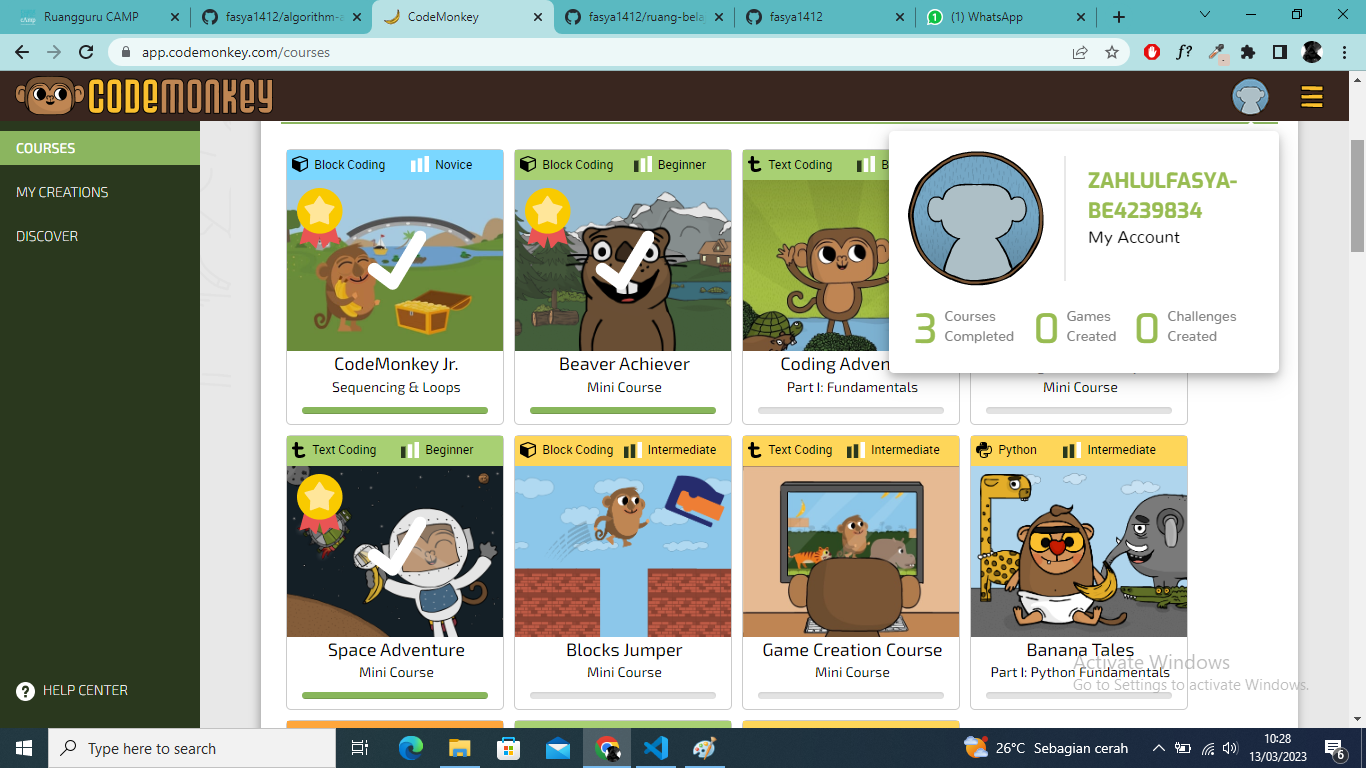 Ruangguru CAMP
fasya1412/algorithm-a
CodeMonkey
fasya1412/ruang-bela
fasya1412
(1) WhatsApp
app.codemonkey.com/courses
f?
CODEMONKEY
COURSES
MY CREATIONS
DISCOVER
HELP CENTER
ZAHLULFASYA-
BE4239834
My Account
3 Courses Completed
0 Games Created
0 Challenges Created
Block Coding Novice
CodeMonkey Jr.
Sequencing & Loops
Block Coding Beginner
Beaver Achiever
Mini Course
Text Coding B
Coding Adven
Part I: Fundamentals
Mini Course
Text Coding Beginner
Space Adventure
Mini Course
Block Coding Intermediate
Blocks Jumper
Mini Course
Text Coding Intermediate
Game Creation Course
Mini Course
Python Intermediate
Banana Tales
Part I: Python Fundamentals
Activate Windows
Go to Settings to activate Windows.
Type here to search
26°C Sebagian cerah
10:28
13/03/2023
6